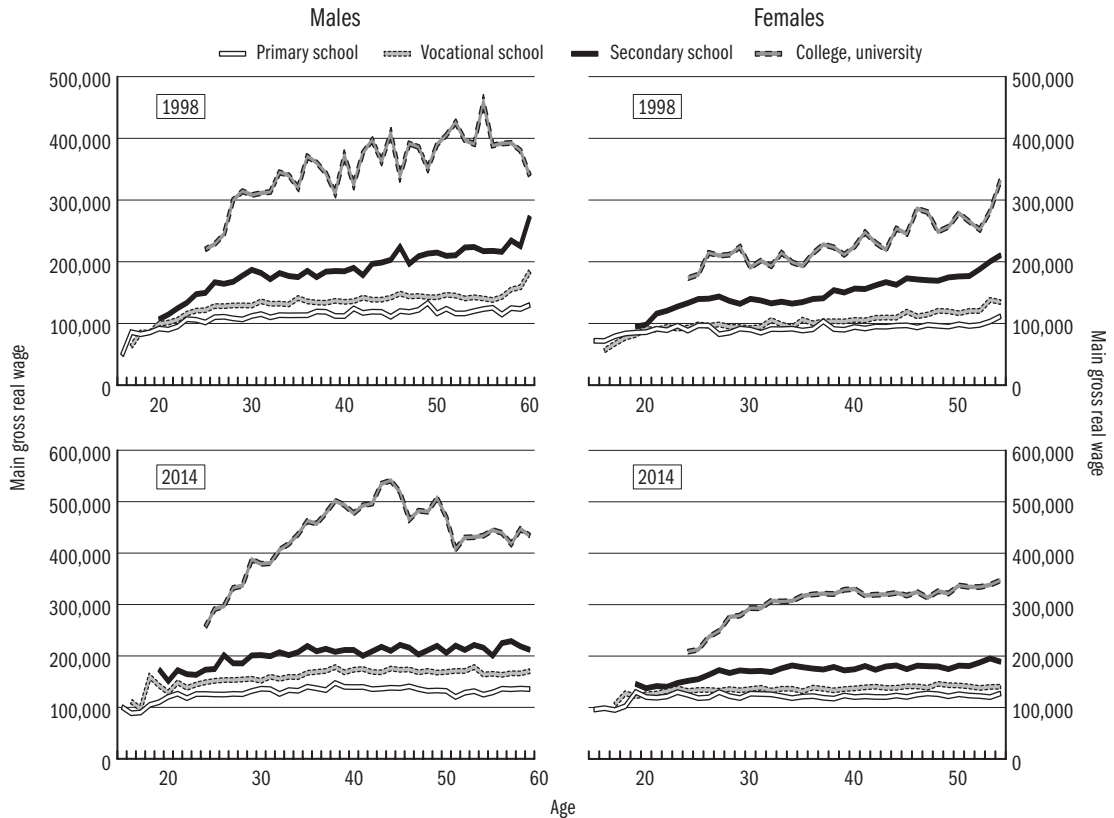 Males Females
Primary school Vocational school Secondary school College, university
500,000 500,000
1998 1998
400,000 400,000
300,000 300,000
200,000 200,000
100,000 100,000
0 0
20 30 40 50 60 20 30 40 50
Main gross real wage Main gross real wage
600,000 600,000
2014 2014
500,000 500,000
400,000 400,000
300,000 300,000
200,000 200,000
100,000 100,000
0 0
20 30 40 50 60 20 30 40 50
Age